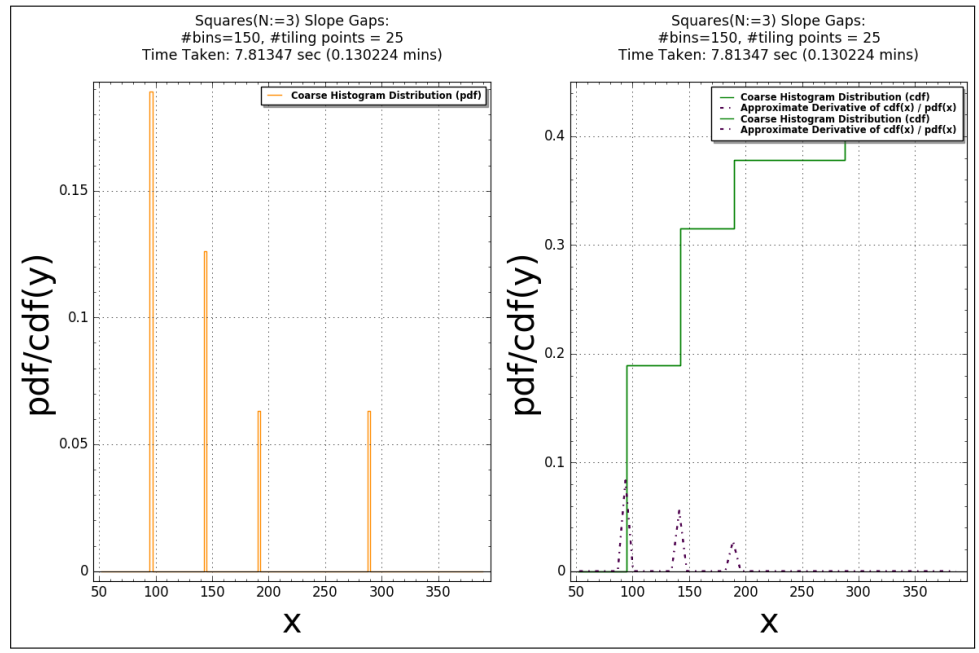 Squares(N:=3) Slope Gaps:
#bins=150, #tiling points = 25
Time Taken: 7.81347 sec (0.130224 mins)
Coarse Histogram Distribution (pdf)
0.15
0.1
0.05
0
50 100 150 200 250 300 350
pdf/cdf(y)
x
Squares(N:=3) Slope Gaps:
#bins=150, #tiling points = 25
Time Taken: 7.81347 sec (0.130224 mins)
Coarse Histogram Distribution (cdf)
Approximate Derivative of cdf(x) / pdf(x)
Coarse Histogram Distribution (cdf)
Approximate Derivative of cdf(x) / pdf(x)
0.4
0.3
0.2
0.1
0
50 100 150 200 250 300 350
pdf/cdf(y)
x